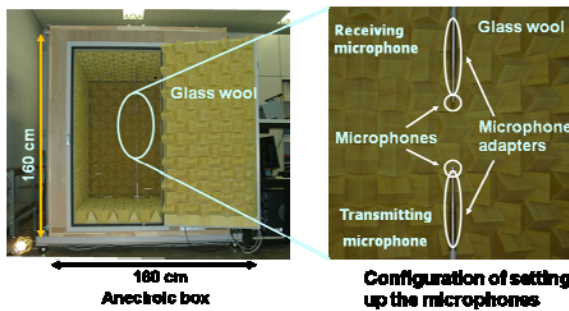 Glass wool
160 cm
160 cm
Anechoic box
Receiving
microphone
Glass wool
Microphones
Microphone
adapters
Transmitting
microphone
Configuration of setting
up the microphones